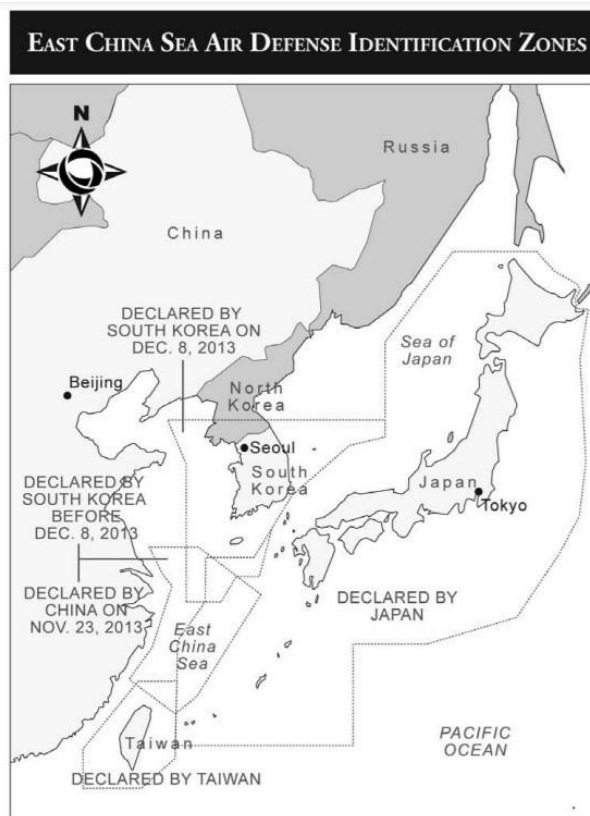 EAST CHINA SEA AIR DEFENSE IDENTIFICATION ZONES
N
Russia
China
DECLARED BY
SOUTH KOREA ON
DEC. 8, 2013
Sea of
Japan
Beijing
North
Korea
Seoul
South
Korea
Japan
Tokyo
DECLARED BY
SOUTH KOREA
BEFORE
DEC. 8, 2013
DECLARED BY
CHINA ON
NOV. 23, 2013
DECLARED BY
JAPAN
East
China
Sea
PACIFIC
OCEAN
Taiwan
DECLARED BY TAIWAN